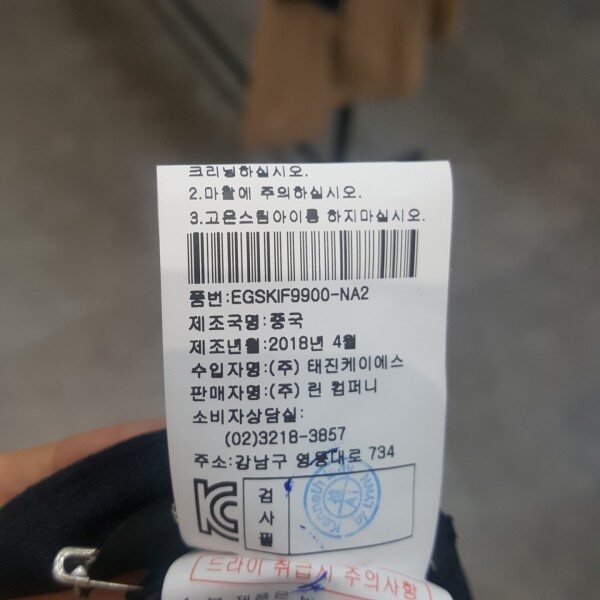 크리닝하십시오.
2.마찰에 주의하십시오.
3.고온스팀아이롱 하지마십시오.
품번:EGSKIF9900-NA2
제조국명:중국
제조년월:2018년 4월
수입자명:(주) 태진케이에스
판매자명:(주) 린 컴퍼니
소비자상담실:
(02)3218-3857
주소:강남구 영동대로 734
KC
검사필
드라이 취급시 주의사항